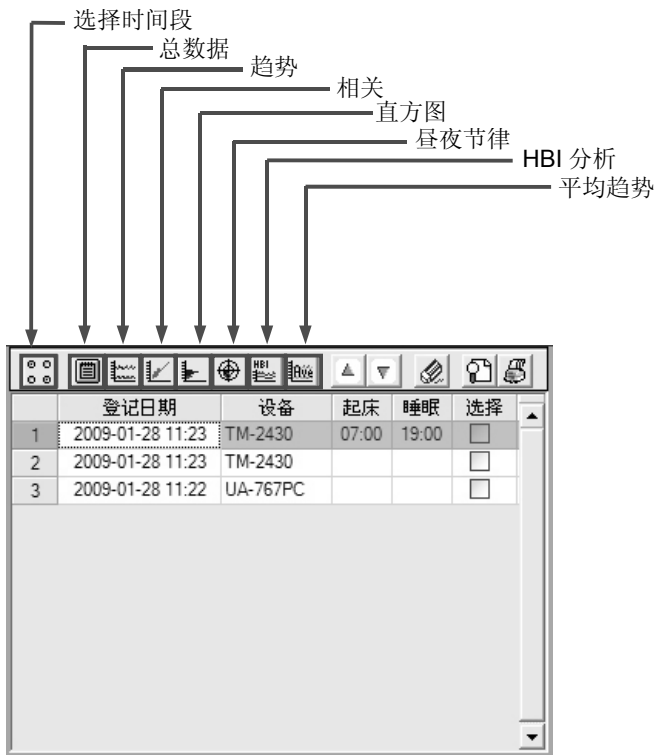 选择时间段
总数据
趋势
相关
直方图
昼夜节律
HBI 分析
平均趋势
HBI
Ave
登记日期 设备 起床 睡眠 选择
1 2009-01-28 11:23 TM-2430 07:00 19:00
2 2009-01-28 11:23 TM-2430
3 2009-01-28 11:22 UA-767PC